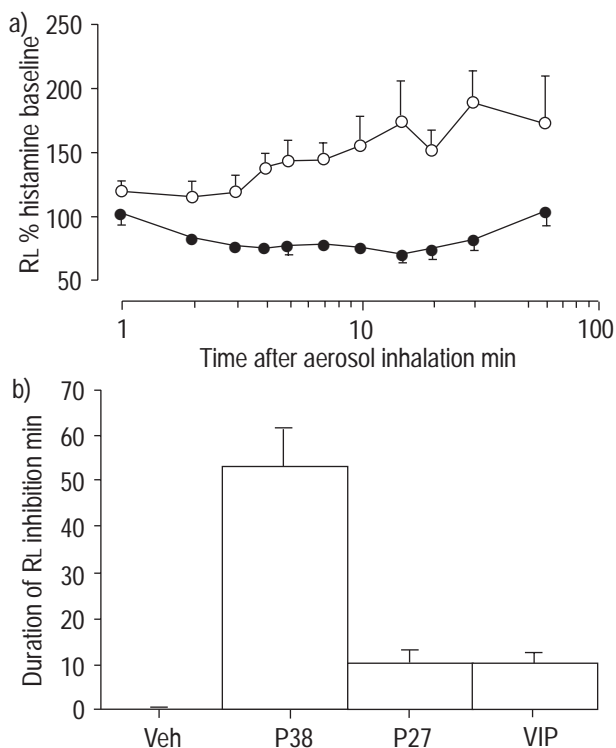 a)
250
200
150
100
50
RL % histamine baseline
1 10 100
Time after aerosol inhalation min
b)
70
60
50
40
30
20
10
0
Duration of RL inhibition min
Veh P38 P27 VIP